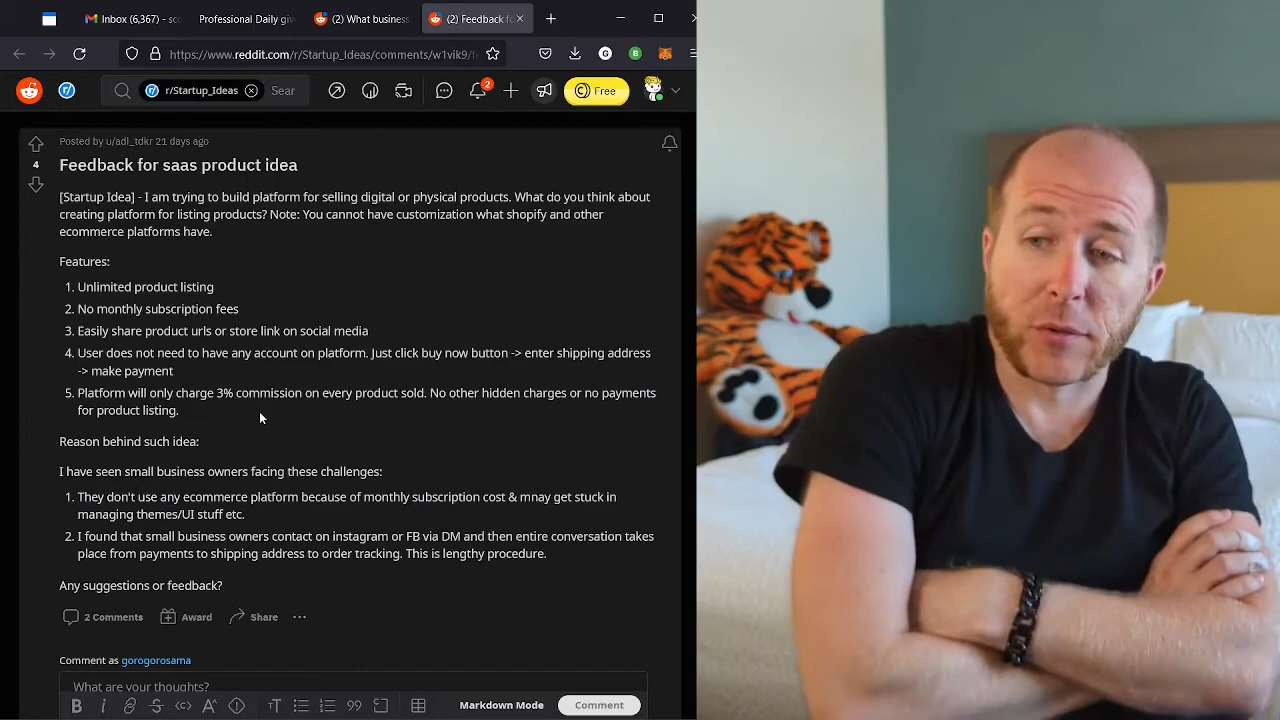 Inbox (6,367) - sc
Professional Daily give
(2) What business
(2) Feedback fo
https://www.reddit.com/r/Startup_Ideas/comments/w1vik9/f
r/Startup_Ideas
Sear
2
Free
Posted by u/adl_tdkr 21 days ago
4
Feedback for saas product idea
[Startup Idea] - I am trying to build platform for selling digital or physical products. What do you think about
creating platform for listing products? Note: You cannot have customization what shopify and other
ecommerce platforms have.
Features:
1. Unlimited product listing
2. No monthly subscription fees
3. Easily share product urls or store link on social media
4. User does not need to have any account on platform. Just click buy now button -> enter shipping address
-> make payment
5. Platform will only charge 3% commission on every product sold. No other hidden charges or no payments
for product listing.
Reason behind such idea:
I have seen small business owners facing these challenges:
1. They don't use any ecommerce platform because of monthly subscription cost & mnay get stuck in
managing themes/UI stuff etc.
2. I found that small business owners contact on instagram or FB via DM and then entire conversation takes
place from payments to shipping address to order tracking. This is lengthy procedure.
Any suggestions or feedback?
2 Comments
Award
Share
Comment as gorogorosama
What are your thoughts?
Markdown Mode
Comment